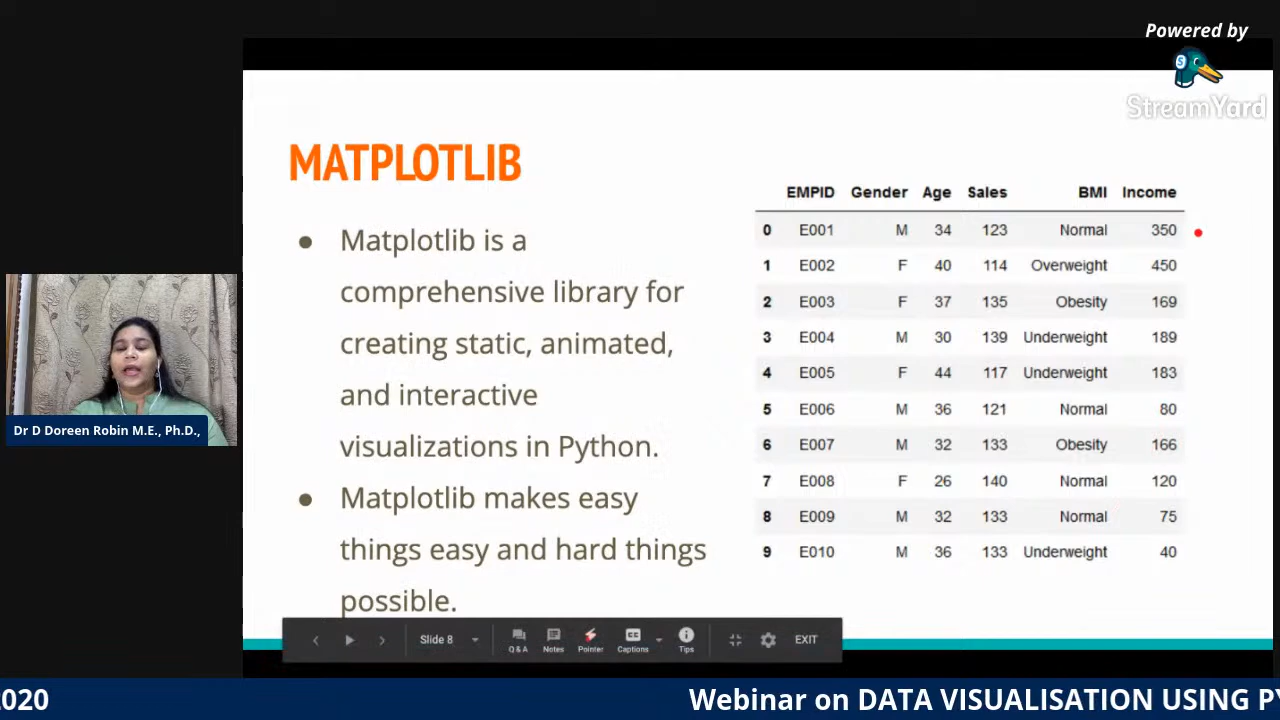 Powered by
StreamYard
MATPLOTLIB
● Matplotlib is a
comprehensive library for
creating static, animated,
and interactive
visualizations in Python.
● Matplotlib makes easy
things easy and hard things
possible.
EMPID Gender Age Sales BMI Income
0 E001 M 34 123 Normal 350
1 E002 F 40 114 Overweight 450
2 E003 F 37 135 Obesity 169
3 E004 M 30 139 Underweight 189
4 E005 F 44 117 Underweight 183
5 E006 M 36 121 Normal 80
6 E007 M 32 133 Obesity 166
7 E008 F 26 140 Normal 120
8 E009 M 32 133 Normal 75
9 E010 M 36 133 Underweight 40
Dr D Doreen Robin M.E., Ph.D.,
Slide 8 Q & A Notes Pointer Captions Tips EXIT
2020 Webinar on DATA VISUALISATION USING PY